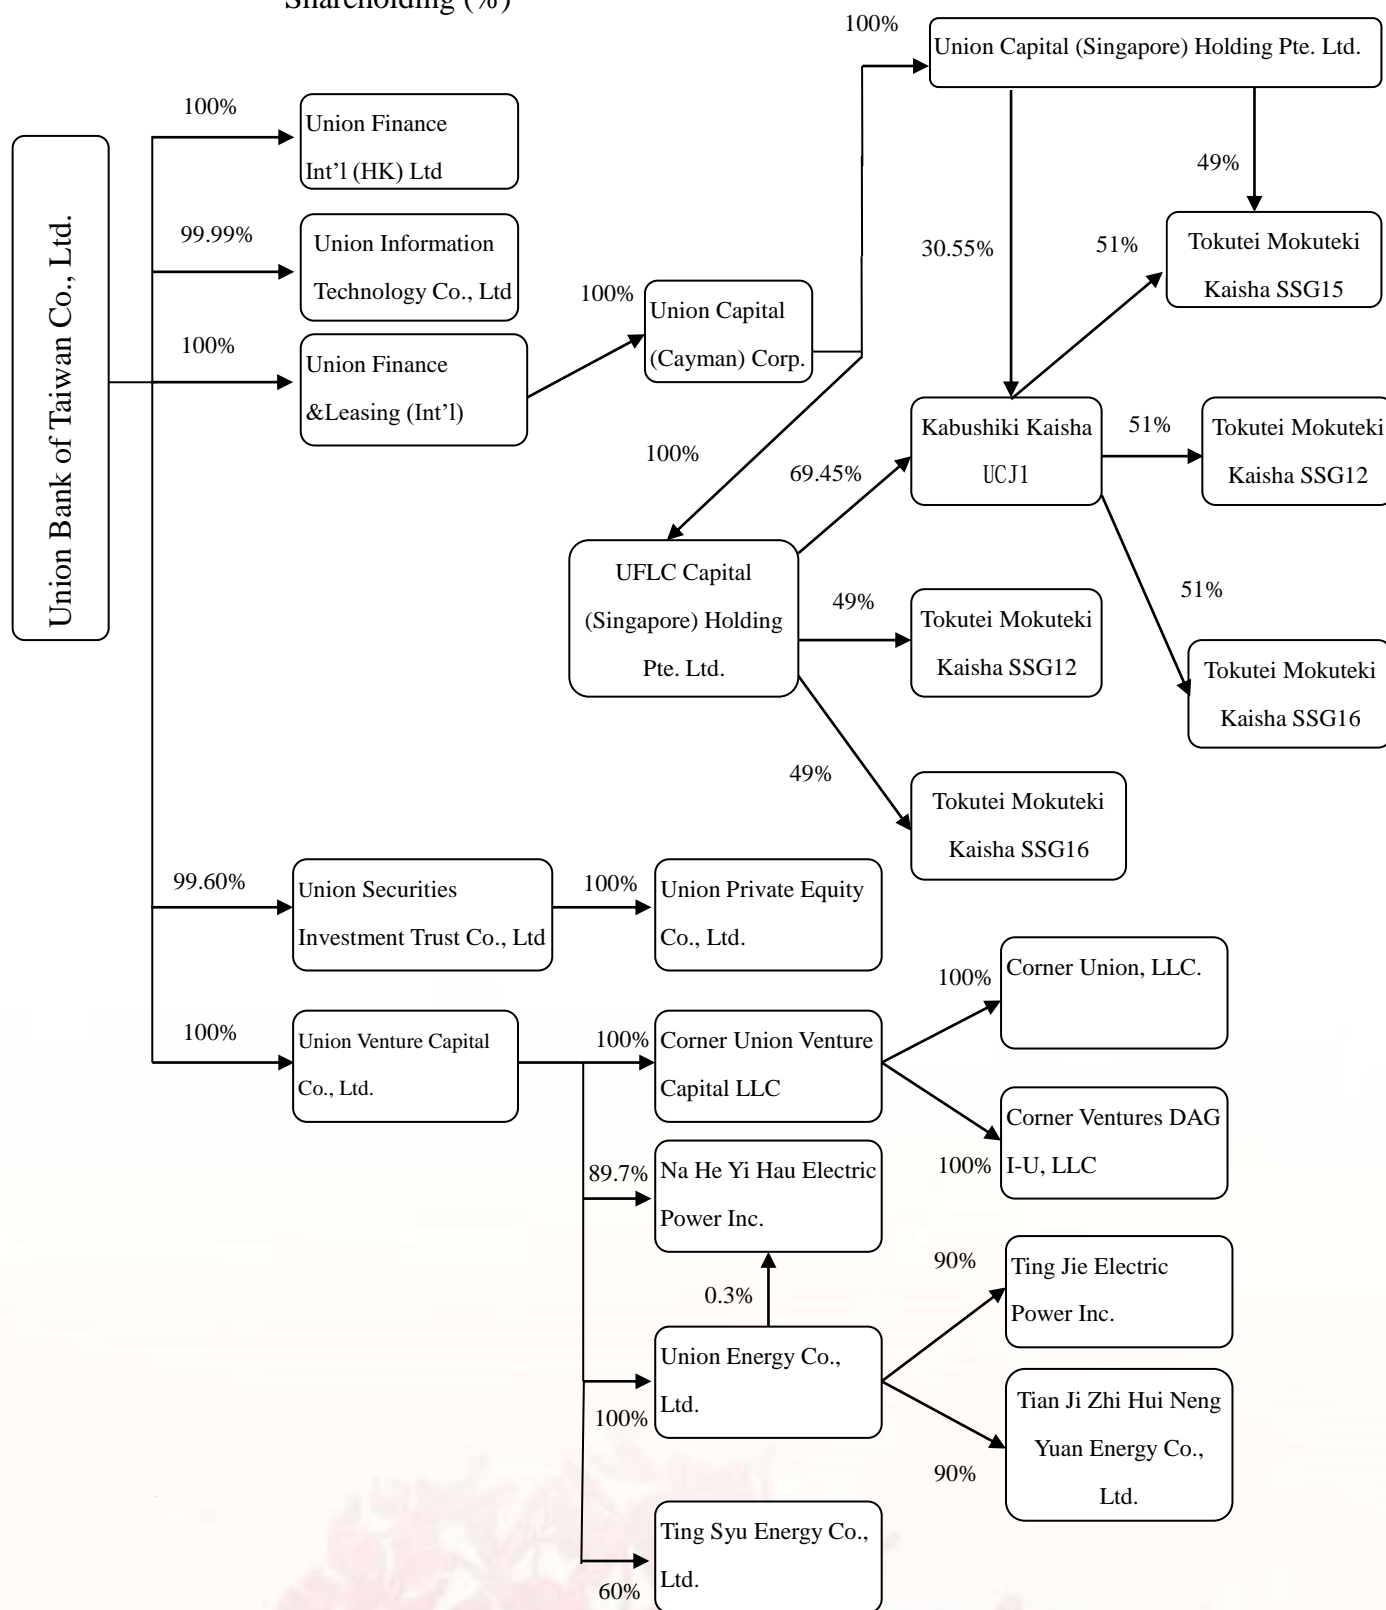 Shareholding (%)
100%
Union Capital (Singapore) Holding Pte. Ltd.
100%
Union Finance
Int’l (HK) Ltd
49%
99.99%
Union Information
Technology Co., Ltd
30.55%
51%
Tokutei Mokuteki
Kaisha SSG15
Union Bank of Taiwan Co., Ltd.
100%
Union Finance
&Leasing (Int’l)
100%
Union Capital
(Cayman) Corp.
100%
69.45%
Kabushiki Kaisha
UCJ1
51%
Tokutei Mokuteki
Kaisha SSG12
UFLC Capital
(Singapore) Holding
Pte. Ltd.
49%
Tokutei Mokuteki
Kaisha SSG12
51%
Tokutei Mokuteki
Kaisha SSG16
49%
Tokutei Mokuteki
Kaisha SSG16
99.60%
Union Securities
Investment Trust Co., Ltd
100%
Union Private Equity
Co., Ltd.
100%
Union Venture Capital
Co., Ltd.
100%
Corner Union Venture
Capital LLC
100%
Corner Union, LLC.
100%
Corner Ventures DAG
I-U, LLC
89.7%
Na He Yi Hau Electric
Power Inc.
0.3%
Union Energy Co.,
Ltd.
100%
90%
Ting Jie Electric
Power Inc.
90%
Tian Ji Zhi Hui Neng
Yuan Energy Co.,
Ltd.
60%
Ting Syu Energy Co.,
Ltd.